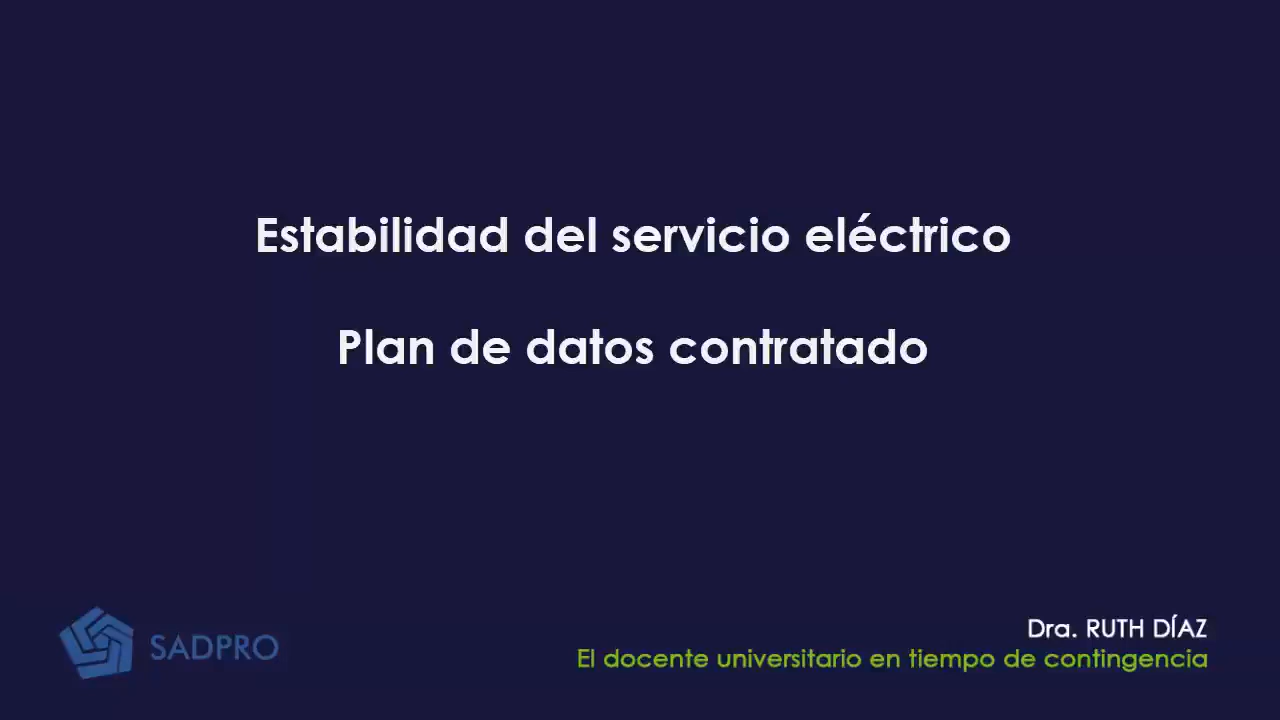 Estabilidad del servicio eléctrico
Plan de datos contratado
SADPRO
Dra. RUTH DÍAZ
El docente universitario en tiempo de contingencia